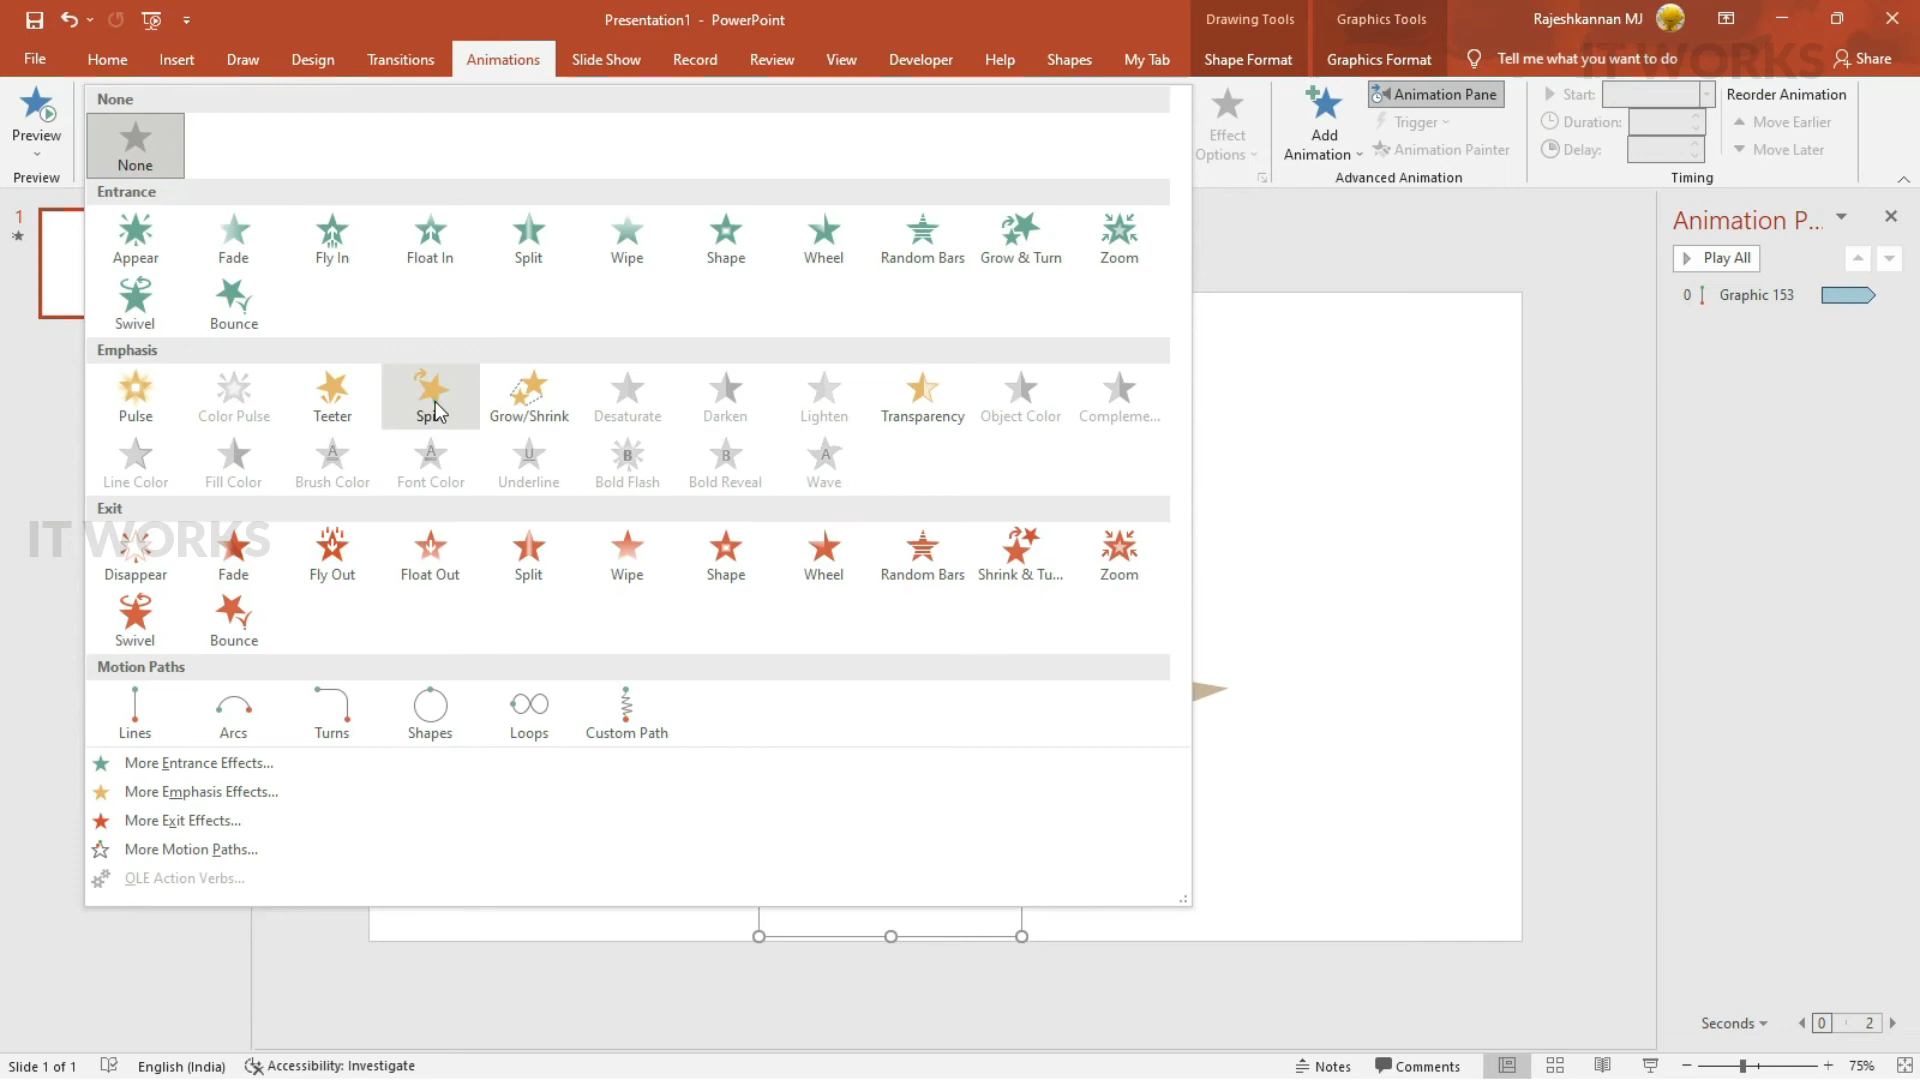 Presentation1 - PowerPoint
Drawing Tools
Graphics Tools
Rajeshkannan MJ
File Home Insert Draw Design Transitions Animations Slide Show Record Review View Developer Help Shapes My Tab Shape Format Graphics Format Tell me what you want to do Share
IT WORKS
Preview
Preview
None
None
Effect
Options
Add
Animation
Animation Pane
Trigger
Animation Painter
Advanced Animation
Start:
Duration:
Delay:
Reorder Animation
Move Earlier
Move Later
Timing
Entrance
Appear Fade Fly In Float In Split Wipe Shape Wheel Random Bars Grow & Turn Zoom
Swivel Bounce
Emphasis
Pulse Color Pulse Teeter Grow/Shrink Desaturate Darken Lighten Transparency Object Color Compleme...
Line Color Fill Color Brush Color Font Color Underline Bold Flash Bold Reveal Wave
Exit
IT WORKS
Disappear Fade Fly Out Float Out Split Wipe Shape Wheel Random Bars Shrink & Tu... Zoom
Swivel Bounce
Motion Paths
Lines Arcs Turns Shapes Loops Custom Path
More Entrance Effects...
More Emphasis Effects...
More Exit Effects...
More Motion Paths...
OLE Action Verbs...
1
Animation P...
Play All
0 Graphic 153
Seconds 0 2
Slide 1 of 1 English (India) Accessibility: Investigate Notes Comments 75%